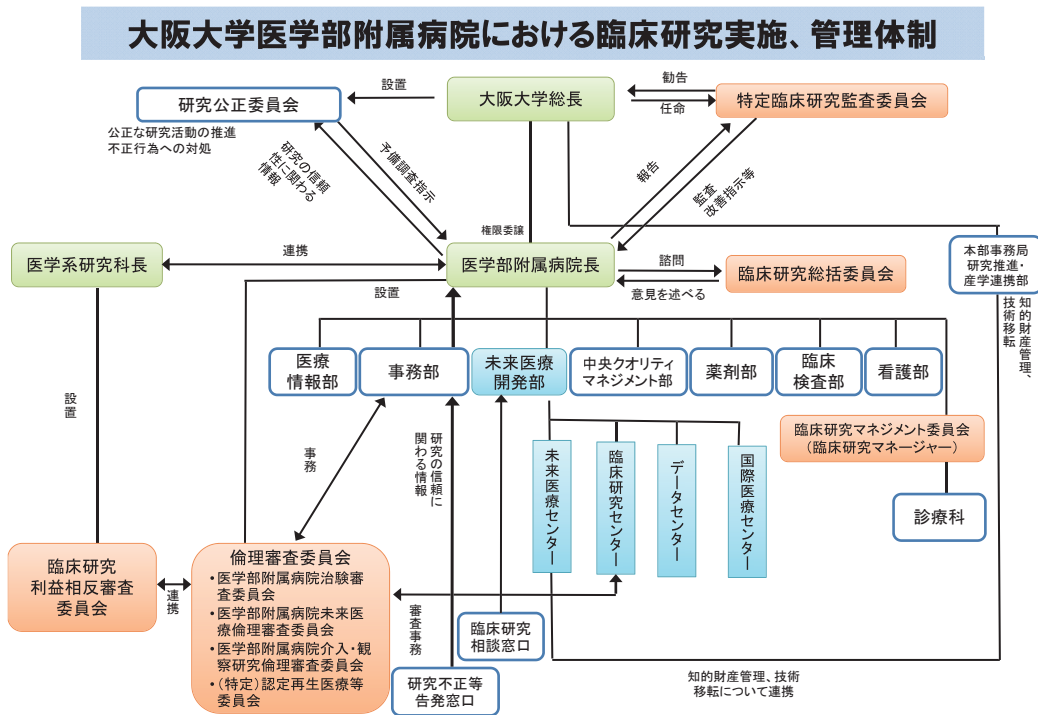 大阪大学医学部附属病院における臨床研究実施、管理体制
研究公正委員会
公正な研究活動の推進
不正行為への対処
設置
大阪大学総長
勧告
任命
特定臨床研究監査委員会
研究の信頼
性に関わる
情報
予備調査指示
報告
監査
改善指示等
権限委譲
医学系研究科長
連携
医学部附属病院長
諮問
意見を述べる
臨床研究総括委員会
本部事務局
研究推進・
産学連携部
設置
知的財産管理、
技術移転
医療
情報部
事務部
未来医療
開発部
中央クオリティ
マネジメント部
薬剤部
臨床
検査部
看護部
設置
事務
研究の信頼に
関わる情報
未来医療センター
臨床研究センター
データセンター
国際医療センター
臨床研究マネジメント委員会
（臨床研究マネージャー）
診療科
臨床研究
利益相反審査
委員会
連携
倫理審査委員会
・医学部附属病院治験審
査委員会
・医学部附属病院未来医
療倫理審査委員会
・医学部附属病院介入・観
察研究倫理審査委員会
・（特定）認定再生医療等
委員会
審査事務
臨床研究
相談窓口
研究不正等
告発窓口
知的財産管理、技術
移転について連携